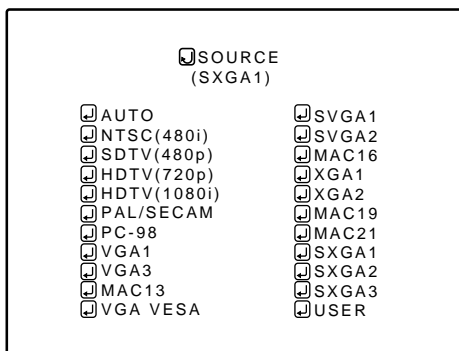 SOURCE
(SXGA1)
AUTO
NTSC(480i)
SDTV(480p)
HDTV(720p)
HDTV(1080i)
PAL/SECAM
PC-98
VGA1
VGA3
MAC13
VGA VESA
SVGA1
SVGA2
MAC16
XGA1
XGA2
MAC19
MAC21
SXGA1
SXGA2
SXGA3
USER